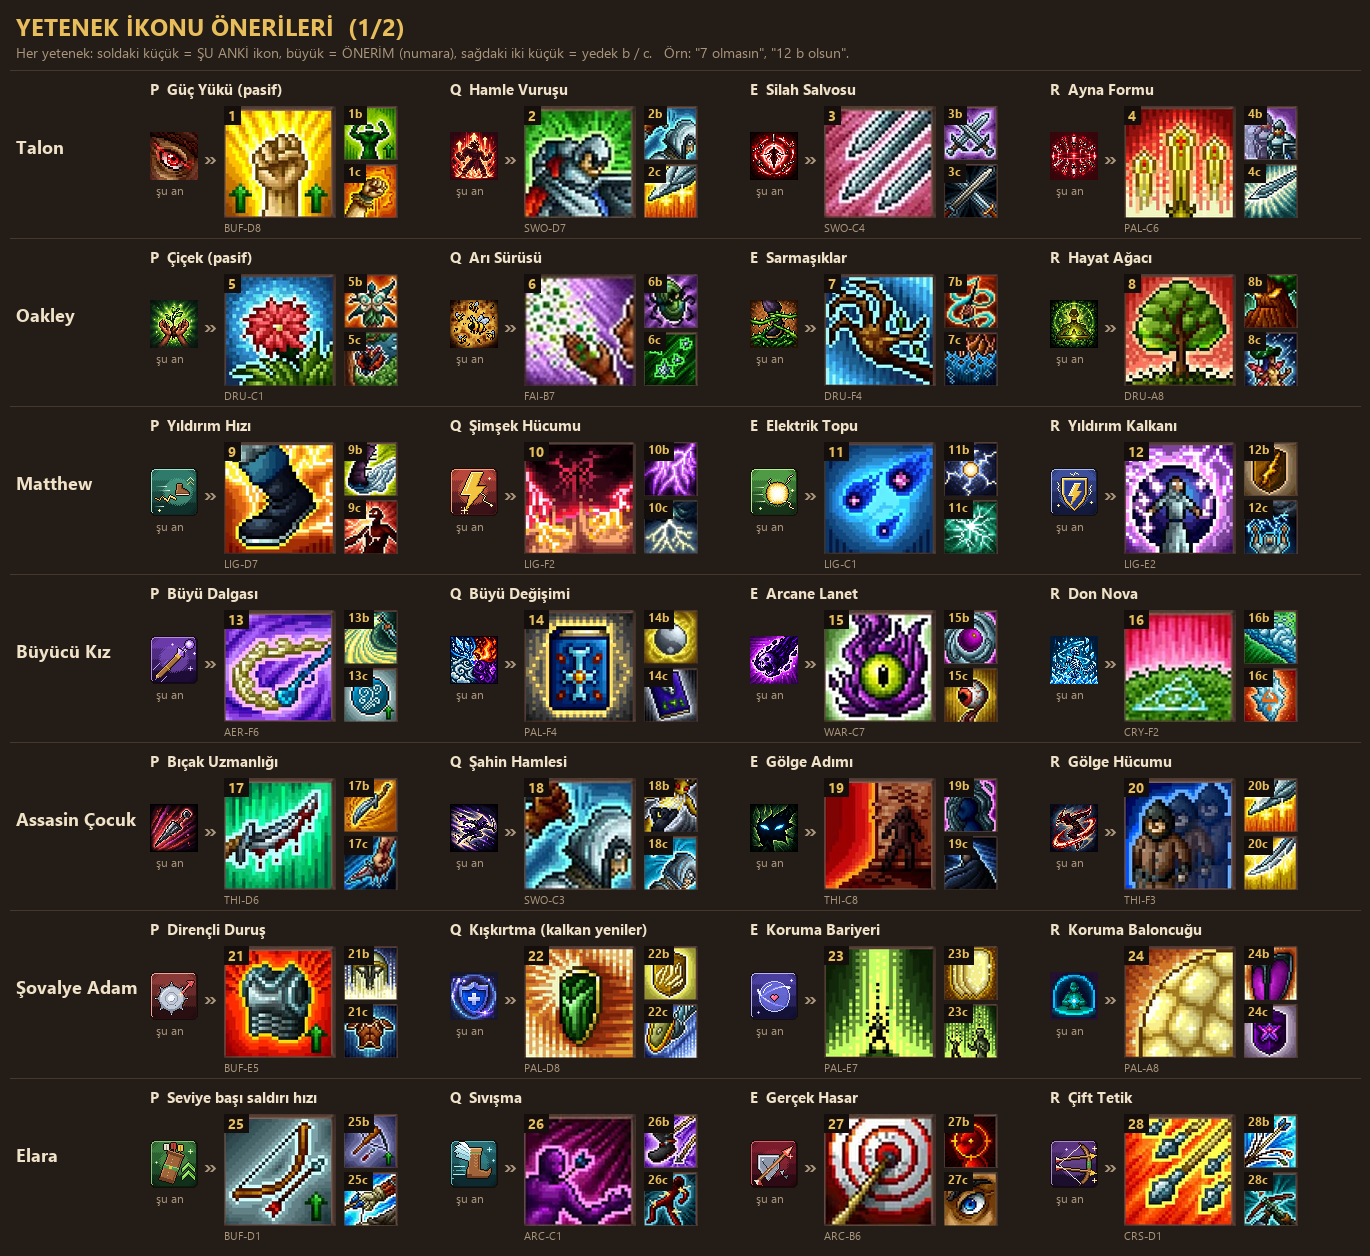 YETENEK İKONU ÖNERİLERİ (1/2)
Her yetenek: soldaki küçük = ŞU ANKİ ikon, büyük = ÖNERİM (numara), sağdaki iki küçük = yedek b / c. Örn: "7 olmasın", "12 b olsun".
Talon
P Güç Yükü (pasif)
şu an
»
1
1b
1c
BUF-D8
Q Hamle Vuruşu
şu an
»
2
2b
2c
SWO-D7
E Silah Salvosu
şu an
»
3
3b
3c
SWO-C4
R Ayna Formu
şu an
»
4
4b
4c
PAL-C6
Oakley
P Çiçek (pasif)
şu an
»
5
5b
5c
DRU-C1
Q Arı Sürüsü
şu an
»
6
6b
6c
FAI-B7
E Sarmaşıklar
şu an
»
7
7b
7c
DRU-F4
R Hayat Ağacı
şu an
»
8
8b
8c
DRU-A8
Matthew
P Yıldırım Hızı
şu an
»
9
9b
9c
LIG-D7
Q Şimşek Hücumu
şu an
»
10
10b
10c
LIG-F2
E Elektrik Topu
şu an
»
11
11b
11c
LIG-C1
R Yıldırım Kalkanı
şu an
»
12
12b
12c
LIG-E2
Büyücü Kız
P Büyü Dalgası
şu an
»
13
13b
13c
AER-F6
Q Büyü Değişimi
şu an
»
14
14b
14c
PAL-F4
E Arcane Lanet
şu an
»
15
15b
15c
WAR-C7
R Don Nova
şu an
»
16
16b
16c
CRY-F2
Assasin Çocuk
P Bıçak Uzmanlığı
şu an
»
17
17b
17c
THI-D6
Q Şahin Hamlesi
şu an
»
18
18b
18c
SWO-C3
E Gölge Adımı
şu an
»
19
19b
19c
THI-C8
R Gölge Hücumu
şu an
»
20
20b
20c
THI-F3
Şovalye Adam
P Dirençli Duruş
şu an
»
21
21b
21c
BUF-E5
Q Kışkırtma (kalkan yeniler)
şu an
»
22
22b
22c
PAL-D8
E Koruma Bariyeri
şu an
»
23
23b
23c
PAL-E7
R Koruma Baloncuğu
şu an
»
24
24b
24c
PAL-A8
Elara
P Seviye başı saldırı hızı
şu an
»
25
25b
25c
BUF-D1
Q Sıvışma
şu an
»
26
26b
26c
ARC-C1
E Gerçek Hasar
şu an
»
27
27b
27c
ARC-B6
R Çift Tetik
şu an
»
28
28b
28c
CRS-D1